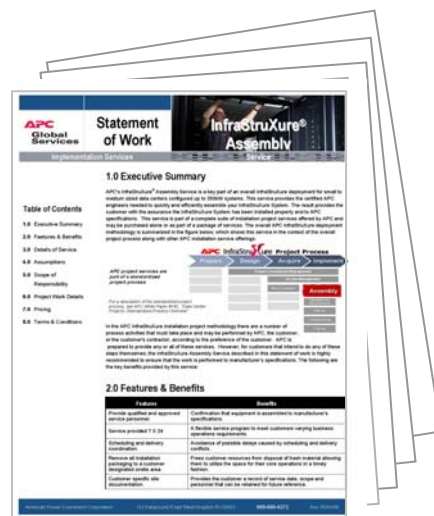 APC
Global
Services
Statement
of Work
InfraStruXure®
Assembly
Implementation Services
Service
1.0 Executive Summary
APC's InfraStruXure® Assembly Service is a key part of an overall InfraStruXure deployment for small to
medium sized data centers configured up to
This service provides the certified APC
engineers needed to quickly and efficiently assemble your InfraStruXure System. The result provides the
customer with the assurance the InfraStruXure System has been installed properly and to APC
specifications. This service is part of a complete suite of installation project services offered by APC and
may be purchased alone or as part of a package of services. The overall APC InfraStruXure deployment
methodology is summarized in the figure below, which shows this service in the context of the overall
project process along with other APC installation service offerings.
Table of Contents
1.0 Executive Summary
2.0 Features & Benefits
3.0 Details of Service
4.0 Assumptions
5.0 Scope of
Responsibility
6.0 Project Work Details
7.0 Pricing
8.0 Terms & Conditions
APC InfraStruXure Project Process
Prepare Design Acquire Implement
APC project services are
part of a standardized
project process
Assembly
For a description of the standardized
project process, see APC White Paper
"Data Center
Projects: Standardized Process Overview"
In the APC InfraStruXure installation project methodology there are a number of
process activities that must take place and may be performed by APC, the customer,
or the customer's contractor, according to the preference of the customer. APC is
prepared to provide any or all of these services. However, for customers that intend to do any of these
steps themselves, the InfraStruXure Assembly Service described in this statement of work is highly
recommended to ensure that the work is performed to manufacturer's specifications. The following are
the key benefits provided by this service:
2.0 Features & Benefits
Features Benefits
Provide qualified and approved
service personnel.
Confirmation that equipment is assembled to manufacturer's
specifications.
Service provided 7 X 24
A flexible service program to meet customers varying business
operations requirements.
Scheduling and delivery
coordination.
Avoidance of possible delays caused by scheduling and delivery
conflicts.
Remove all installation
packaging to a customer
designated onsite area.
Frees customer resources from disposal of trash material allowing
them to utilize the space for their core operations in a timely
fashion.
Customer specific site
documentation.
Provides the customer a record of service date, scope and
personnel that can be retained for future reference.
American Power Conversion Corporation